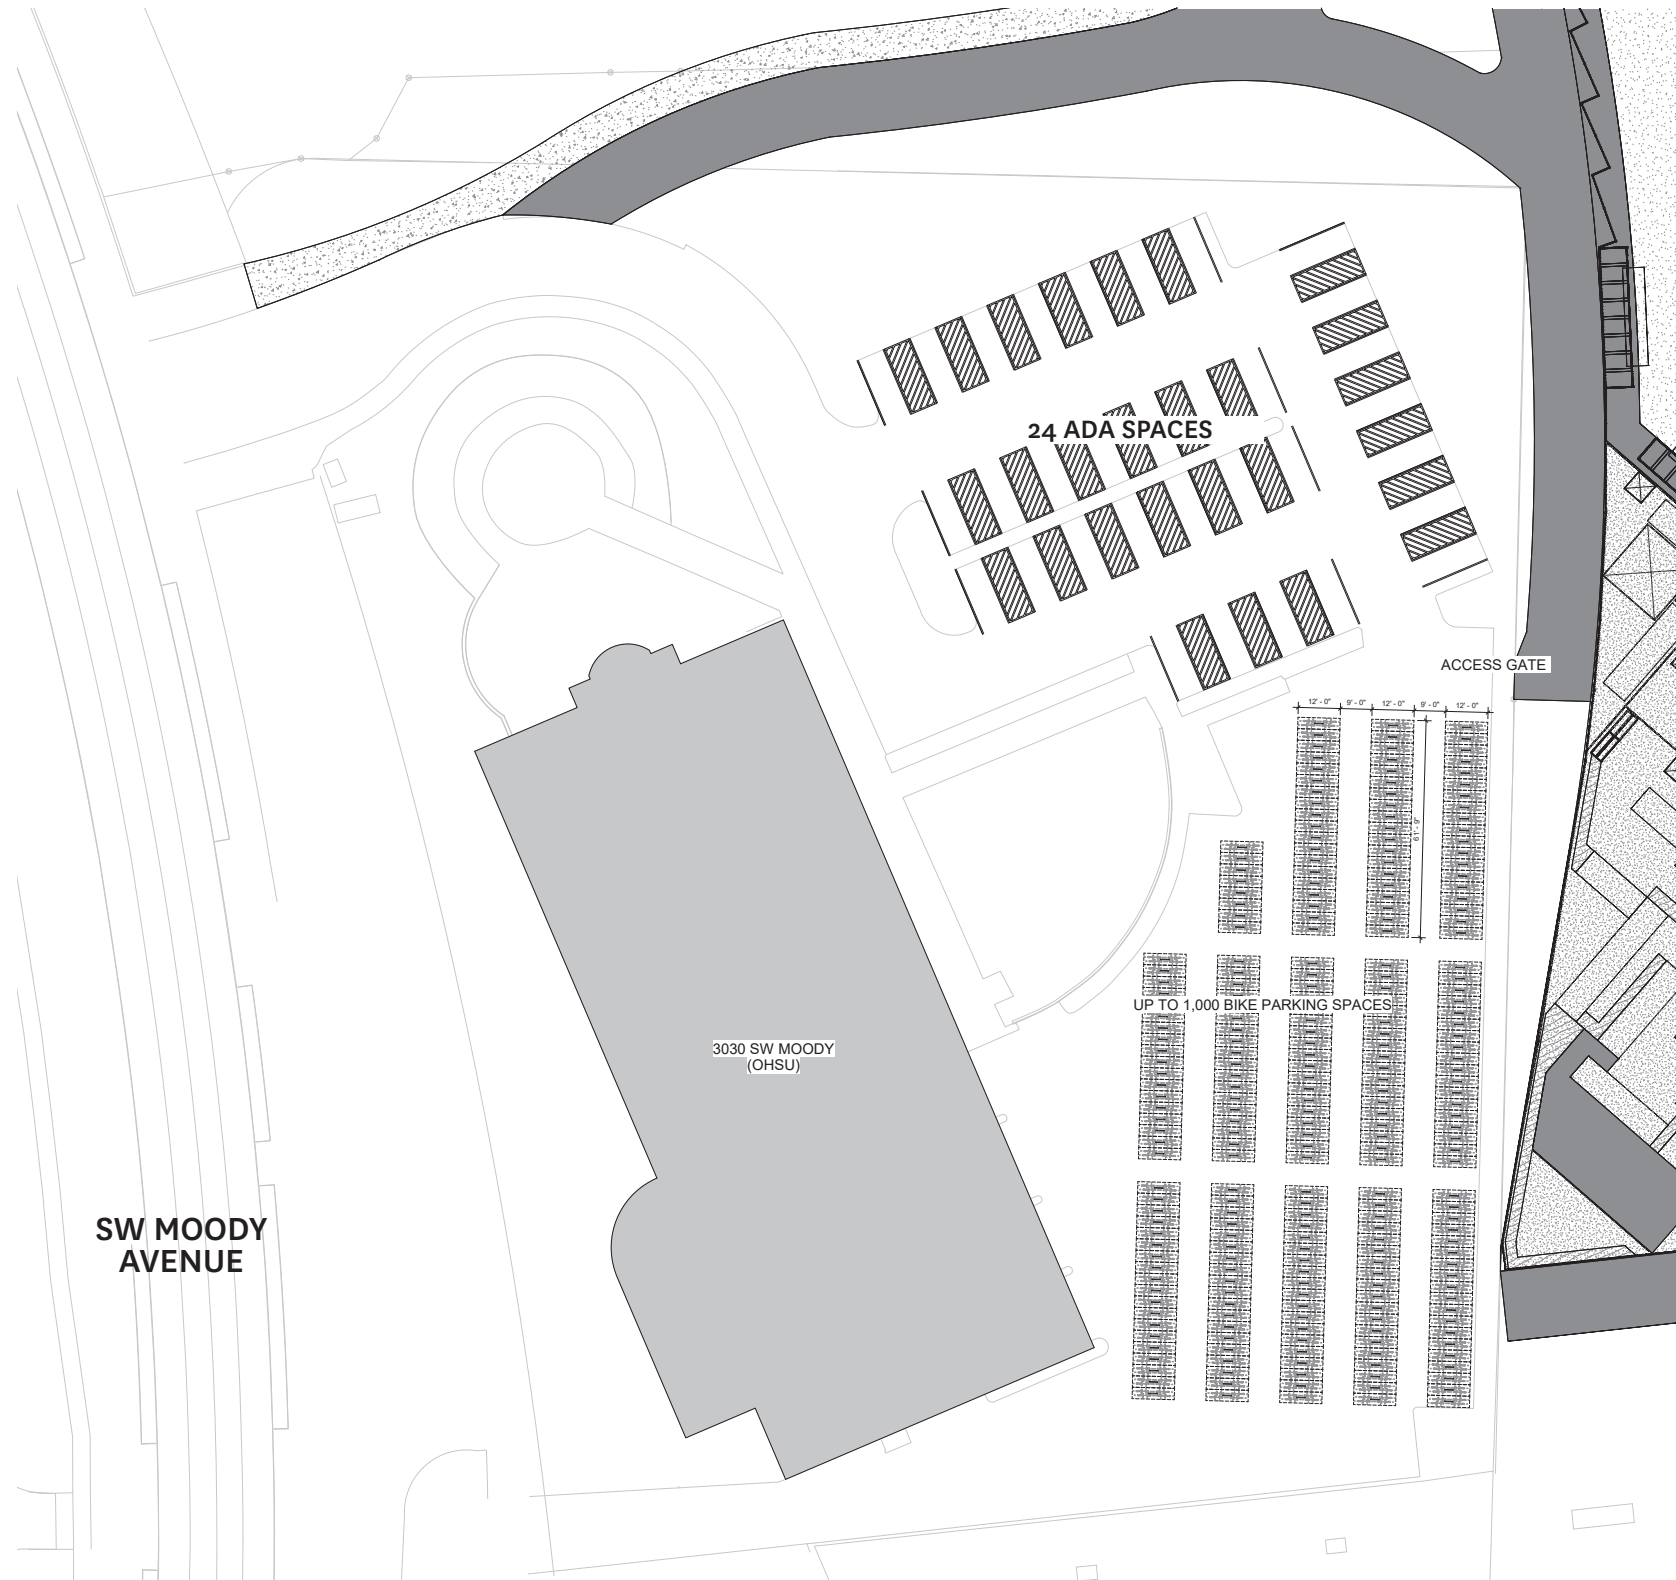 24 ADA SPACES
ACCESS GATE
12' - 0" 9' - 0" 12' - 0" 9' - 0" 12' - 0"
61' - 9"
UP TO 1,000 BIKE PARKING SPACES
3030 SW MOODY
(OHSU)
SW MOODY
AVENUE